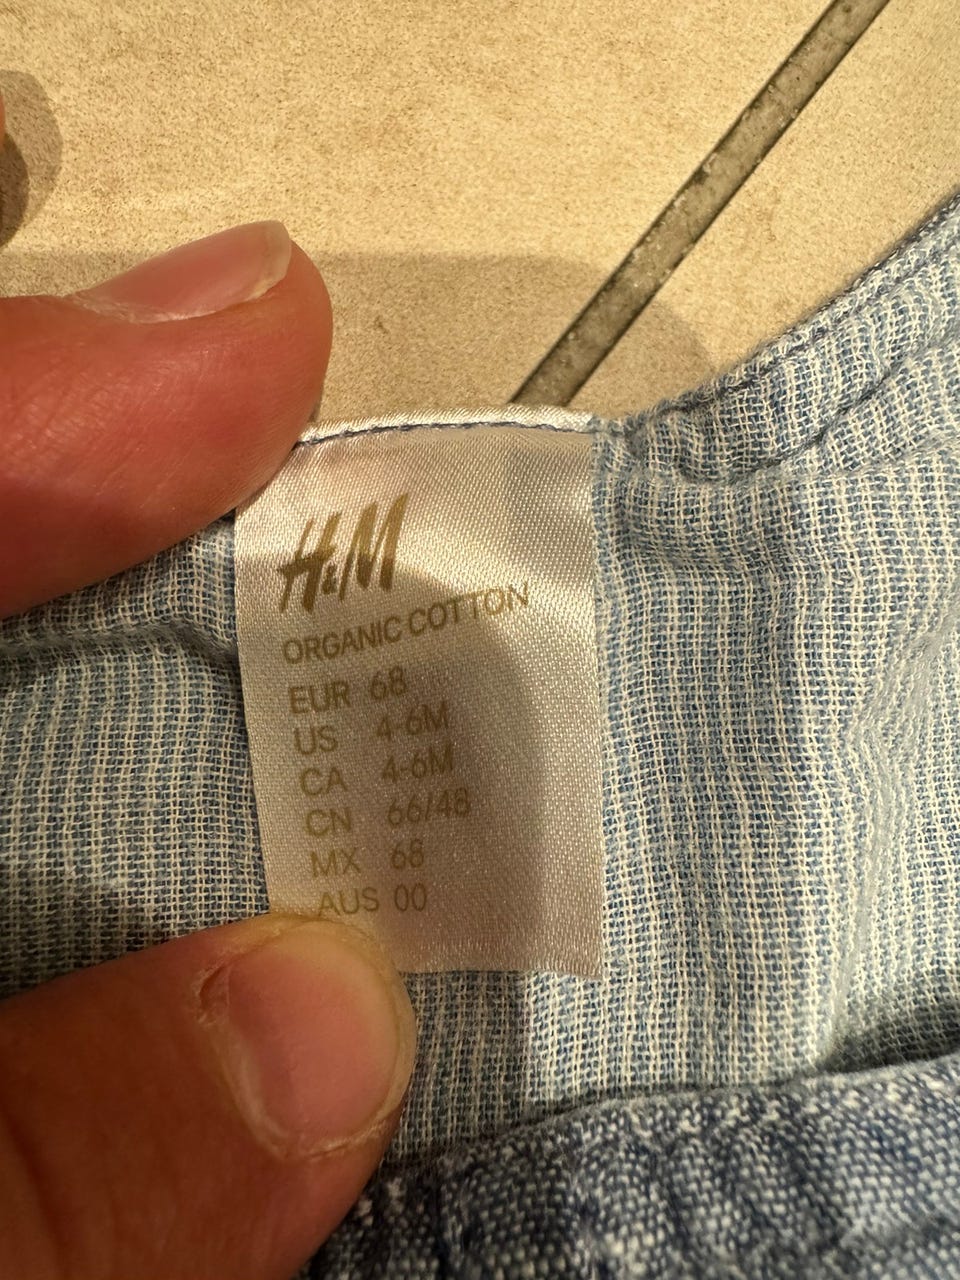 H&M
ORGANIC COTTON
EUR 68
US 4-6M
CA 4-6M
CN 66/48
MX 68
AUS 00